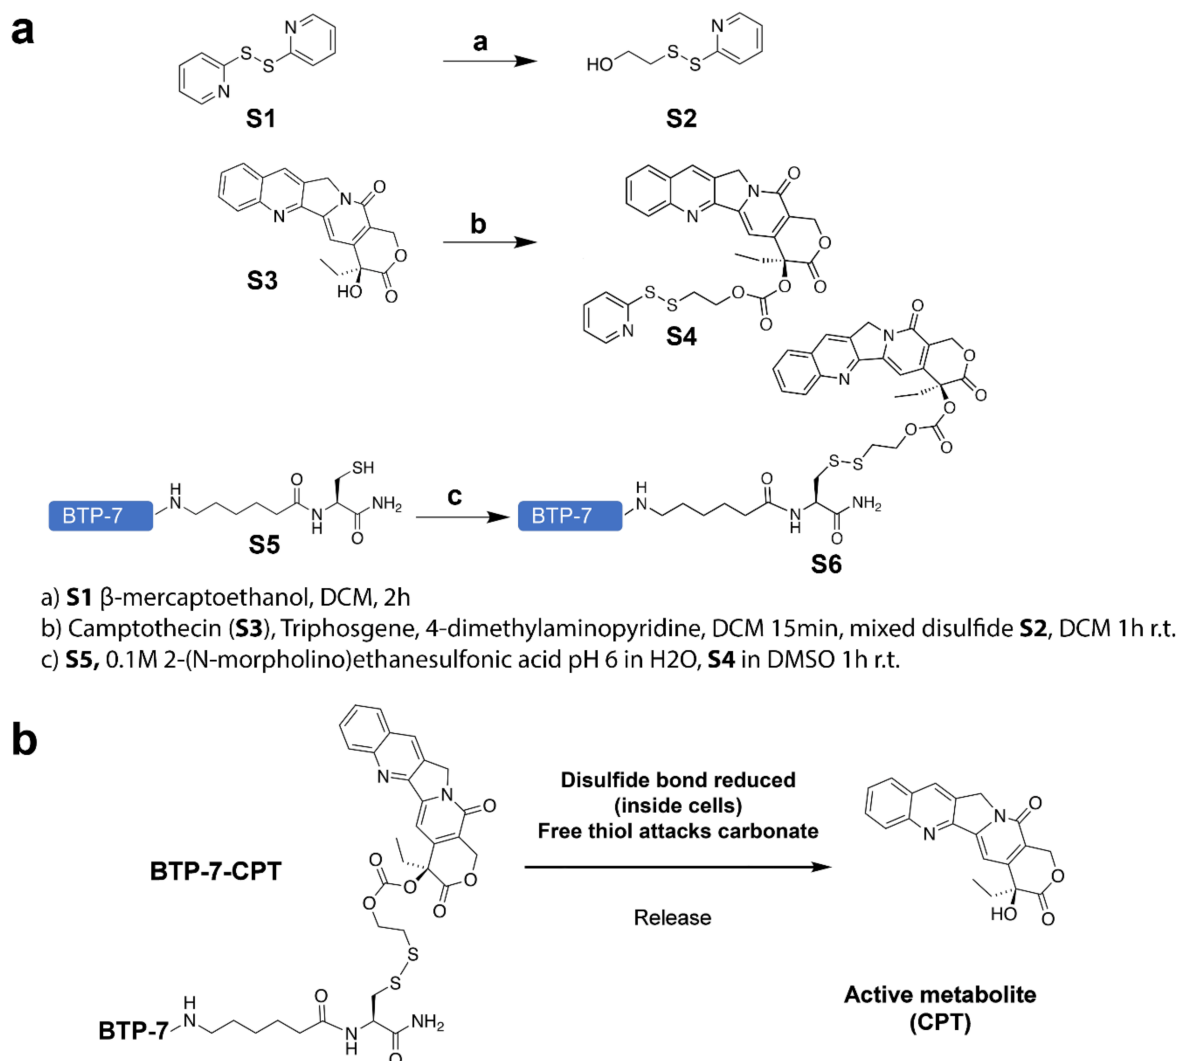 a
a
S1
S2
b
S3
S4
BTP-7
S5
c
BTP-7
S6
a) S1 β-mercaptoethanol, DCM, 2h
b) Camptothecin (S3), Triphosgene, 4-dimethylaminopyridine, DCM 15min, mixed disulfide S2, DCM 1h r.t.
c) S5, 0.1M 2-(N-morpholino)ethanesulfonic acid pH 6 in H2O, S4 in DMSO 1h r.t.
b
BTP-7-CPT
Disulfide bond reduced
(inside cells)
Free thiol attacks carbonate
Release
BTP-7
Active metabolite
(CPT)